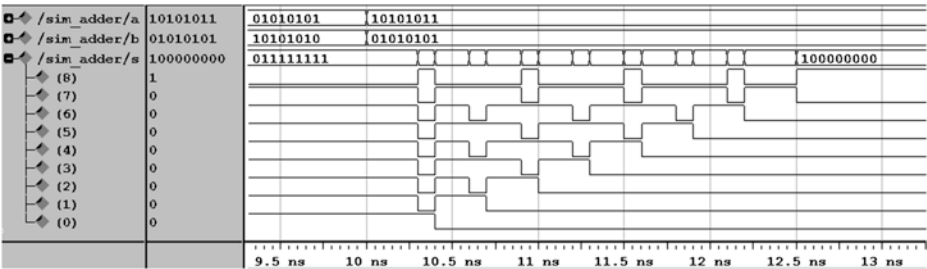 /sim_adder/a 10101011 01010101 10101011
/sim_adder/b 01010101 10101010 01010101
/sim_adder/s 100000000 011111111 100000000
(8) 1
(7) 0
(6) 0
(5) 0
(4) 0
(3) 0
(2) 0
(1) 0
(0) 0
9.5 ns 10 ns 10.5 ns 11 ns 11.5 ns 12 ns 12.5 ns 13 ns